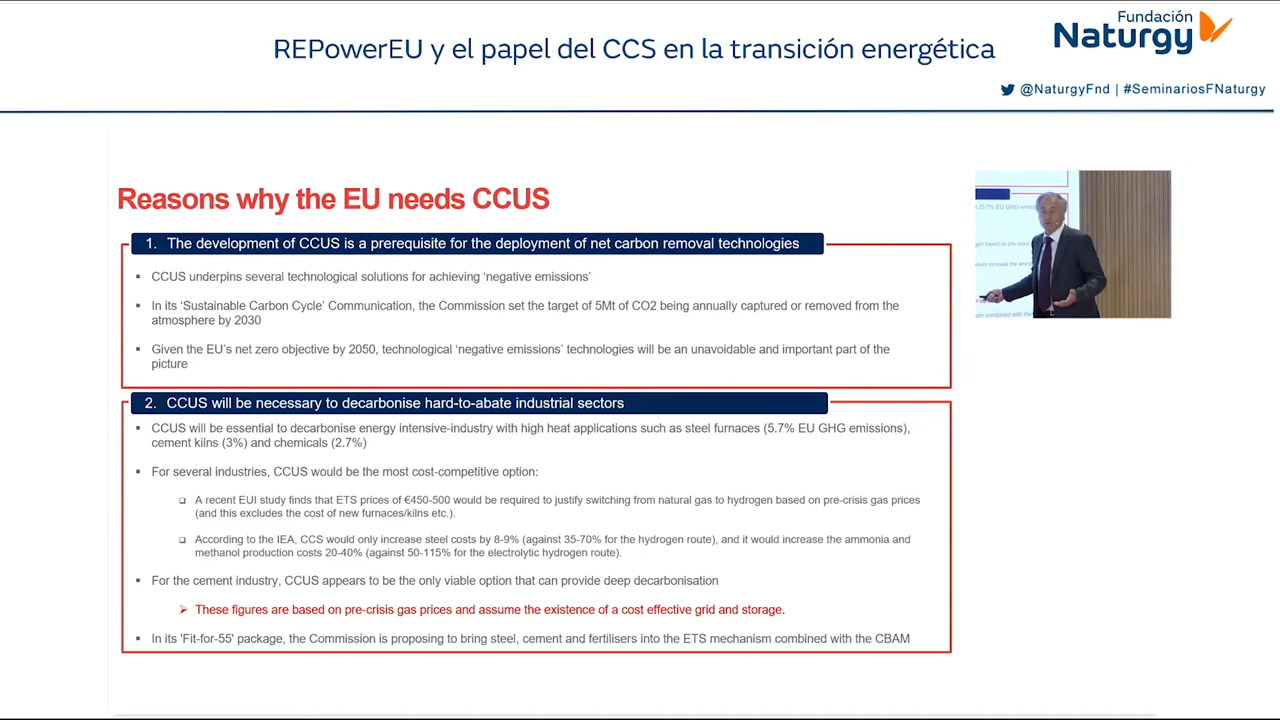 Fundación
Naturgy
REPowerEU y el papel del CCS en la transición energética
@NaturgyFnd | #SeminariosFNaturgy
Reasons why the EU needs CCUS
1. The development of CCUS is a prerequisite for the deployment of net carbon removal technologies
▪ CCUS underpins several technological solutions for achieving ‘negative emissions’
▪ In its ‘Sustainable Carbon Cycle’ Communication, the Commission set the target of 5Mt of CO2 being annually captured or removed from the
atmosphere by 2030
▪ Given the EU’s net zero objective by 2050, technological ‘negative emissions’ technologies will be an unavoidable and important part of the
picture
2. CCUS will be necessary to decarbonise hard-to-abate industrial sectors
▪ CCUS will be essential to decarbonise energy intensive-industry with high heat applications such as steel furnaces (5.7% EU GHG emissions),
cement kilns (3%) and chemicals (2.7%)
▪ For several industries, CCUS would be the most cost-competitive option:
❑ A recent EUI study finds that ETS prices of €450-500 would be required to justify switching from natural gas to hydrogen based on pre-crisis gas prices
(and this excludes the cost of new furnaces/kilns etc.).
❑ According to the IEA, CCS would only increase steel costs by 8-9% (against 35-70% for the hydrogen route), and it would increase the ammonia and
methanol production costs 20-40% (against 50-115% for the electrolytic hydrogen route).
▪ For the cement industry, CCUS appears to be the only viable option that can provide deep decarbonisation
➢ These figures are based on pre-crisis gas prices and assume the existence of a cost effective grid and storage.
▪ In its 'Fit-for-55' package, the Commission is proposing to bring steel, cement and fertilisers into the ETS mechanism combined with the CBAM